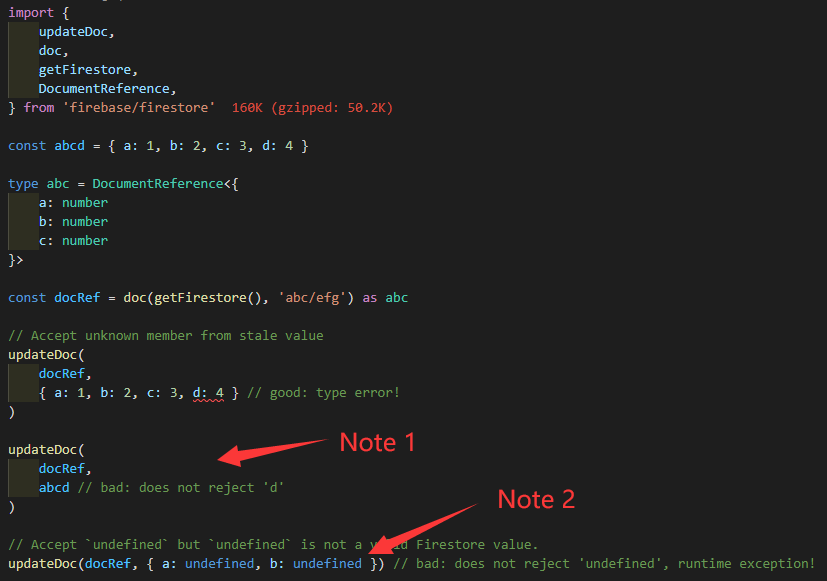 import {
    updateDoc,
    doc,
    getFirestore,
    DocumentReference,
} from 'firebase/firestore'  160K (gzipped: 50.2K)

const abcd = { a: 1, b: 2, c: 3, d: 4 }

type abc = DocumentReference<{
    a: number
    b: number
    c: number
}>

const docRef = doc(getFirestore(), 'abc/efg') as abc

// Accept unknown member from stale value
updateDoc(
    docRef,
    { a: 1, b: 2, c: 3, d: 4 } // good: type error!
)

updateDoc(
    docRef,
    abcd // bad: does not reject 'd'
)
Note 1
Note 2

// Accept `undefined` but `undefined` is not a valid Firestore value.
updateDoc(docRef, { a: undefined, b: undefined }) // bad: does not reject 'undefined', runtime exception!